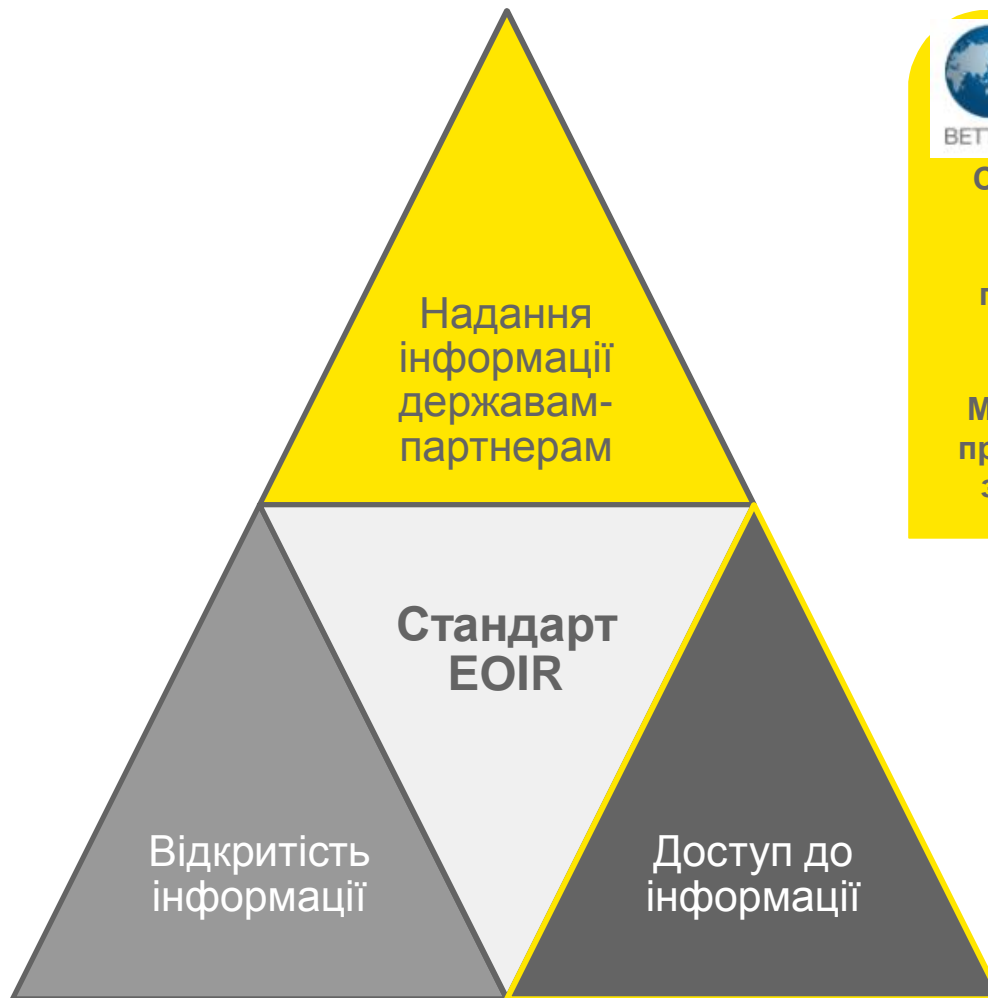 Надання
інформації
державам-
партнерам
Стандарт
EOIR
Відкритість
інформації
Доступ до
інформації